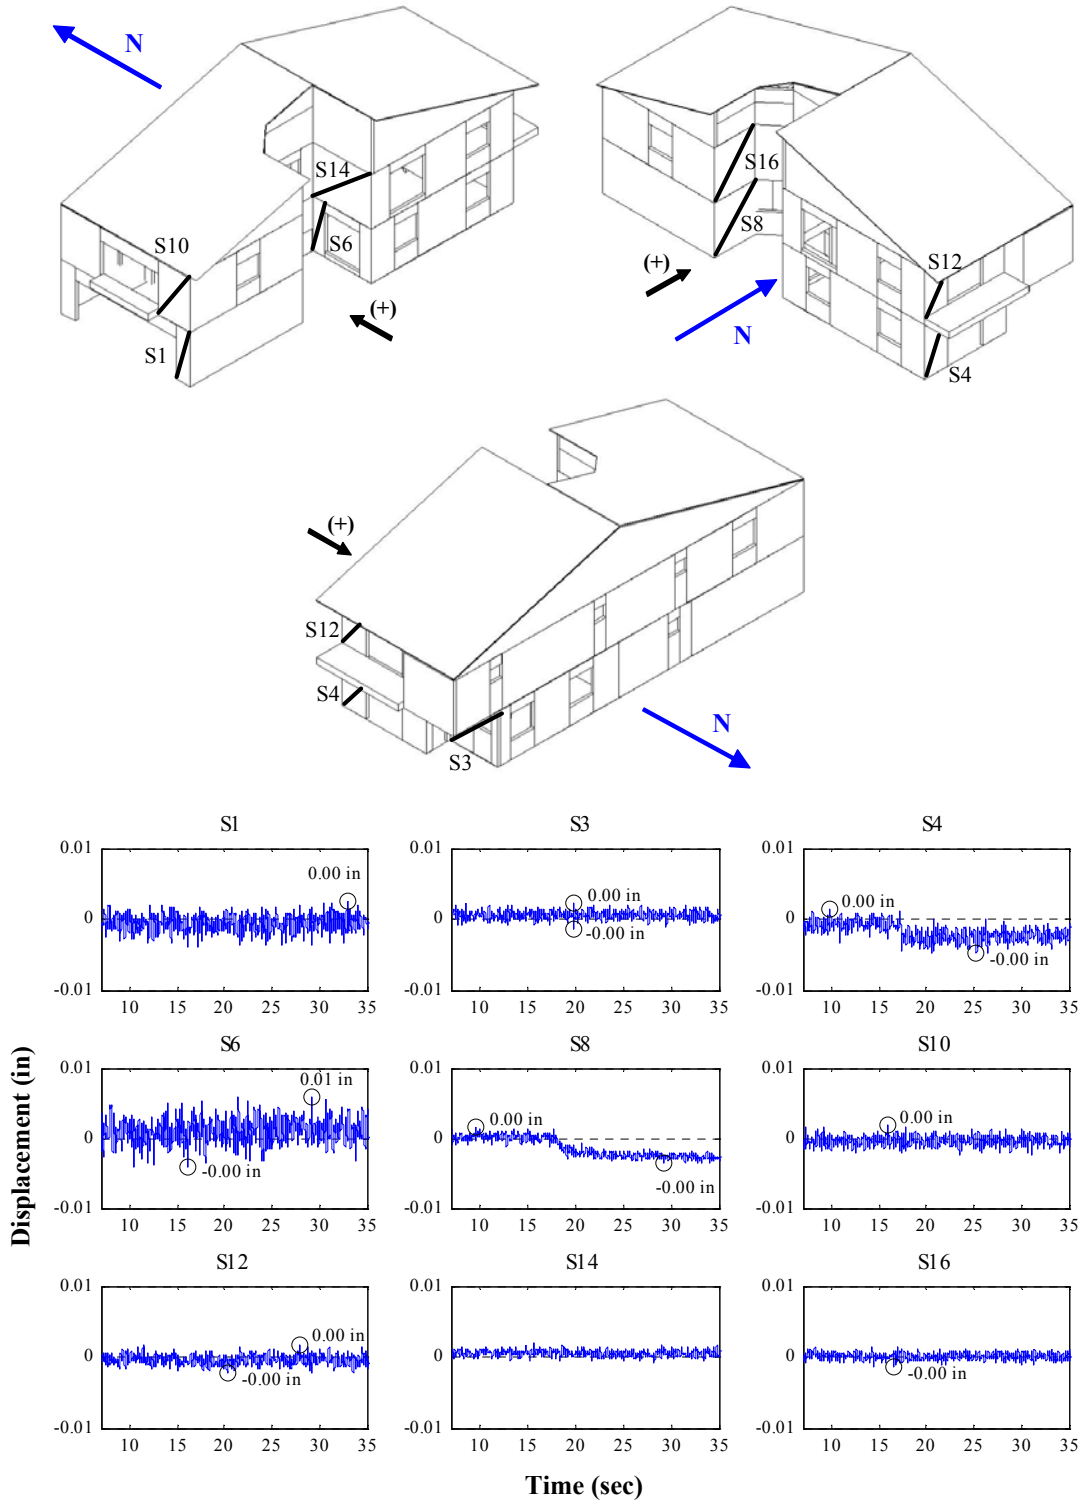 N
S14
S6
S10
S1
(+)
S16
S8
(+)
N
S12
S4
(+)
S12
S4
S3
N
S1 S3 S4
0.01 0.01 0.01
0.00 in 0.00 in 0.00 in
0 0 0
-0.00 in -0.00 in
-0.01 -0.01 -0.01
10 15 20 25 30 35 10 15 20 25 30 35 10 15 20 25 30 35
S6 S8 S10
0.01 0.01 0.01
0.01 in 0.00 in 0.00 in
0 0 0
-0.00 in -0.00 in
-0.01 -0.01 -0.01
10 15 20 25 30 35 10 15 20 25 30 35 10 15 20 25 30 35
Displacement (in)
S12 S14 S16
0.01 0.01 0.01
0.00 in
0 0 0
-0.00 in -0.00 in
-0.01 -0.01 -0.01
10 15 20 25 30 35 10 15 20 25 30 35 10 15 20 25 30 35
Time (sec)